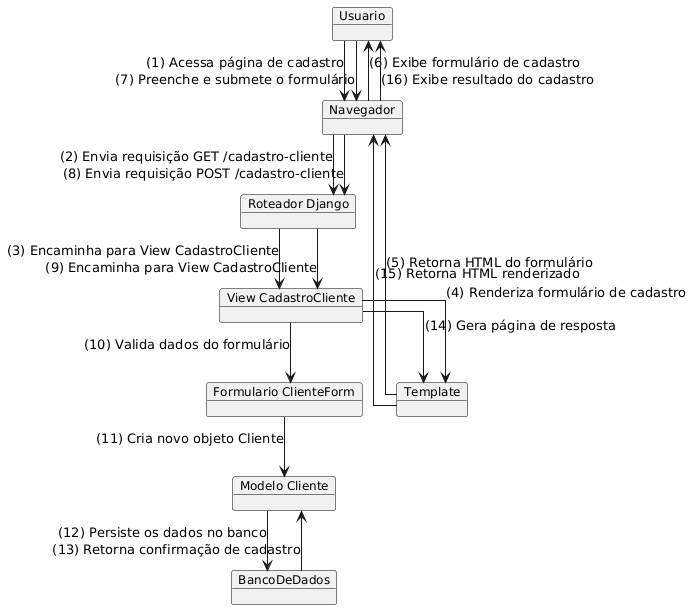 Usuario
(1) Acessa página de cadastro
(6) Exibe formulário de cadastro
(7) Preenche e submete o formulário
(16) Exibe resultado do cadastro
Navegador
(2) Envia requisição GET /cadastro-cliente
(8) Envia requisição POST /cadastro-cliente
Roteador Django
(3) Encaminha para View CadastroCliente
(5) Retorna HTML do formulário
(9) Encaminha para View CadastroCliente
(15) Retorna HTML renderizado
View CadastroCliente
(4) Renderiza formulário de cadastro
(14) Gera página de resposta
(10) Valida dados do formulário
Formulario ClienteForm
Template
(11) Cria novo objeto Cliente
Modelo Cliente
(12) Persiste os dados no banco
(13) Retorna confirmação de cadastro
BancoDeDados